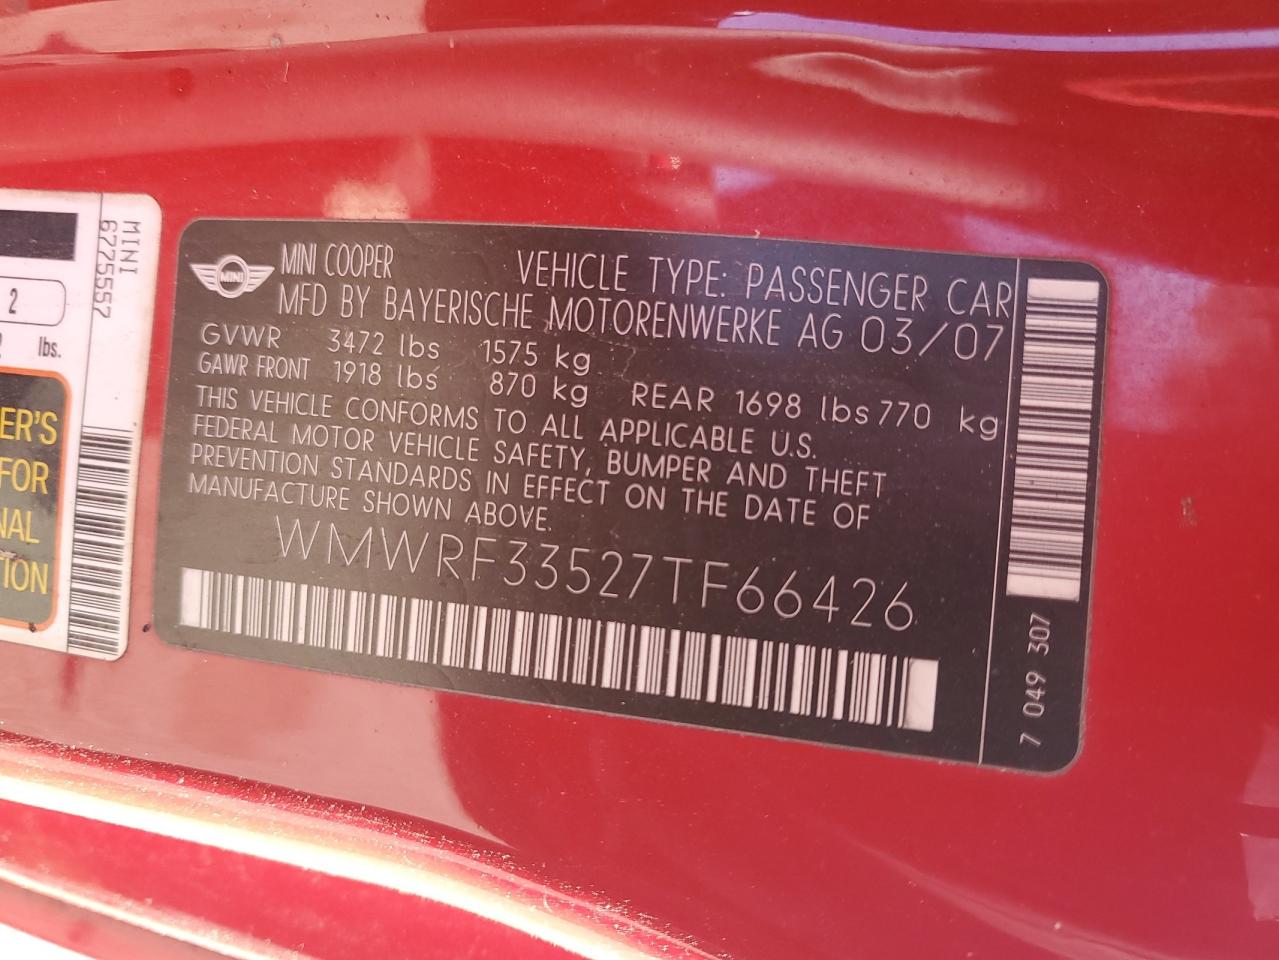 MINI
6775557
2
lbs.
ER'S
FOR
NAL
TION
MINI
MINI COOPER VEHICLE TYPE: PASSENGER CAR
MFD BY BAYERISCHE MOTORENWERKE AG 03/07
GVWR 3472 lbs 1575 kg
GAWR FRONT 1918 lbs 870 kg REAR 1698 lbs 770 kg
THIS VEHICLE CONFORMS TO ALL APPLICABLE U.S.
FEDERAL MOTOR VEHICLE SAFETY, BUMPER AND THEFT
PREVENTION STANDARDS IN EFFECT ON THE DATE OF
MANUFACTURE SHOWN ABOVE.
WMWRF33527TF66426
7 049 307